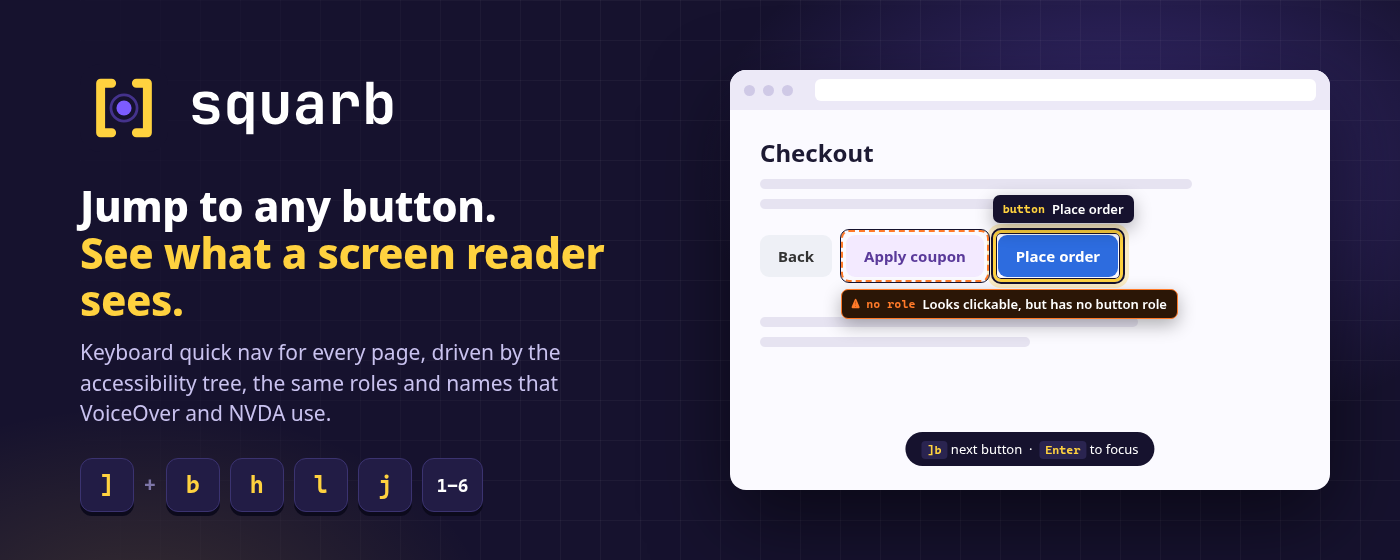 squarb
Jump to any button.
See what a screen reader
sees.
Keyboard quick nav for every page, driven by the
accessibility tree, the same roles and names that
VoiceOver and NVDA use.
] + b h l j 1–6
Checkout
button Place order
Back Apply coupon Place order
no role Looks clickable, but has no button role
]b next button · Enter to focus